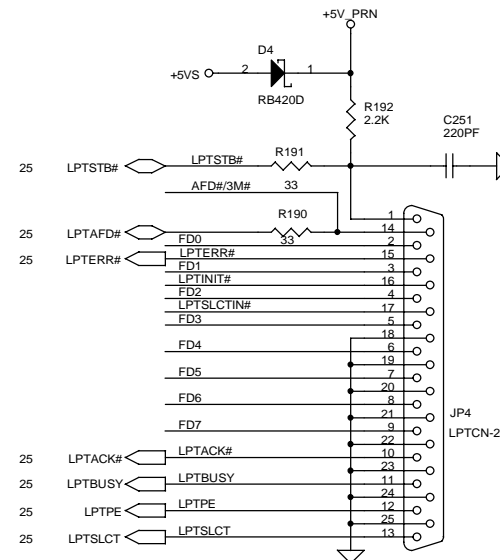 +5V_PRN
D4
+5VS 2 1
RB420D
R192
2.2K
C251
220PF
25 LPTSTB# LPTSTB# R191
AFD#/3M# 33
1
R190
14
25 LPTAFD# 33
FD0 2
25 LPTERR# LPTERR# 15
FD1 3
LPTINIT# 16
FD2 4
LPTSLCTIN# 17
FD3 5
18
FD4 6
19
FD5 7
20
FD6 8
21
JP4
FD7 9
LPTCN-2
22
25 LPTACK# LPTACK# 10
23
25 LPTBUSY LPTBUSY 11
24
25 LPTPE LPTPE 12
25
25 LPTSLCT LPTSLCT 13